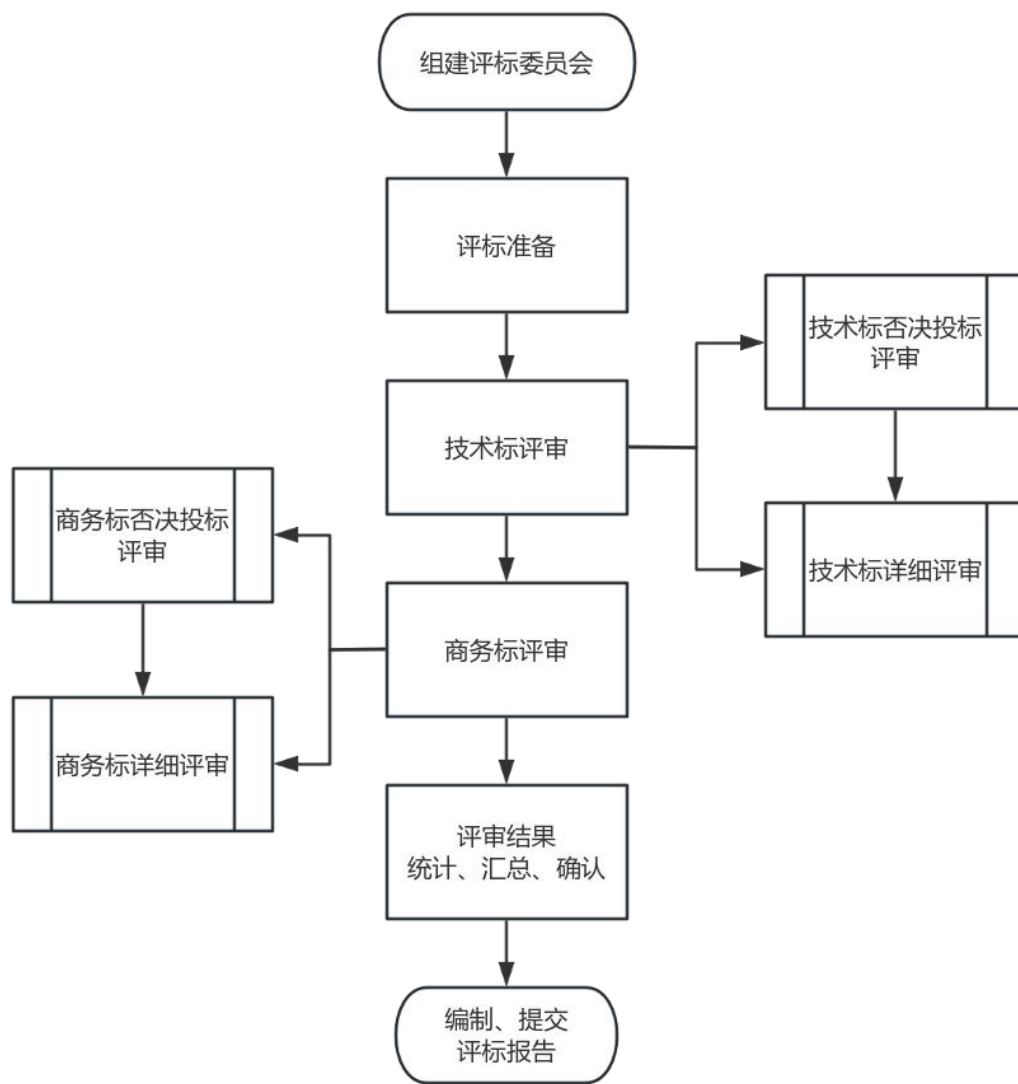 组建评标委员会
评标准备
技术标否决投标
评审
技术标评审
技术标详细评审
商务标否决投标
评审
商务标评审
商务标详细评审
评审结果
统计、汇总、确认
编制、提交
评标报告